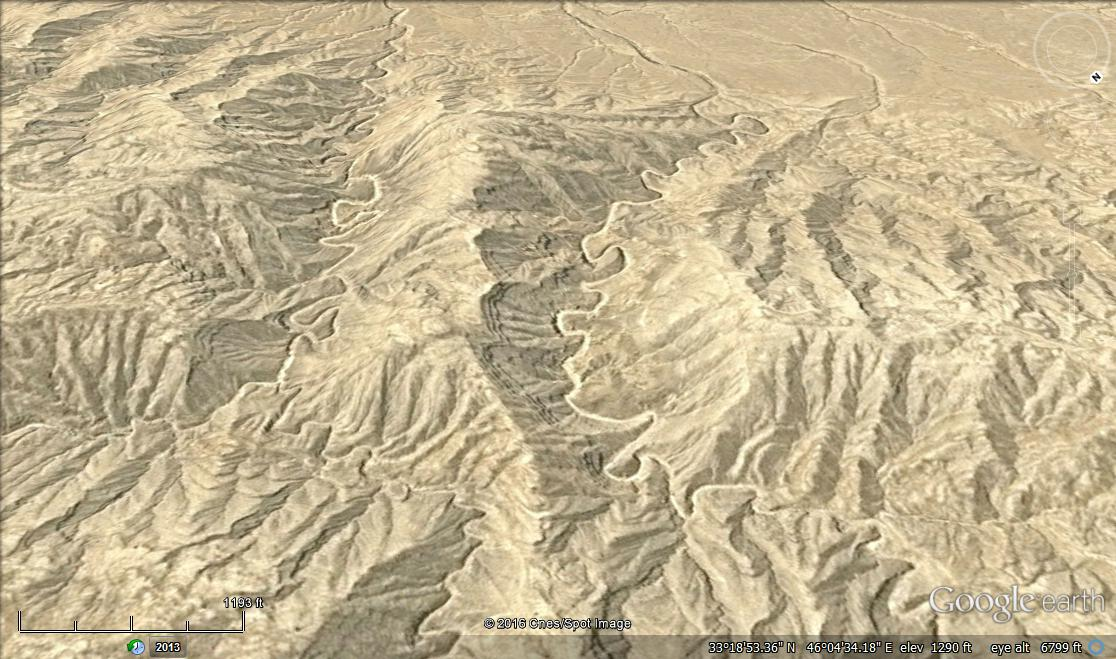 N
Google earth
1193 ft
© 2016 Cnes/Spot Image
2013
33°18'53.36" N 46°04'34.18" E elev 1290 ft eye alt 6799 ft